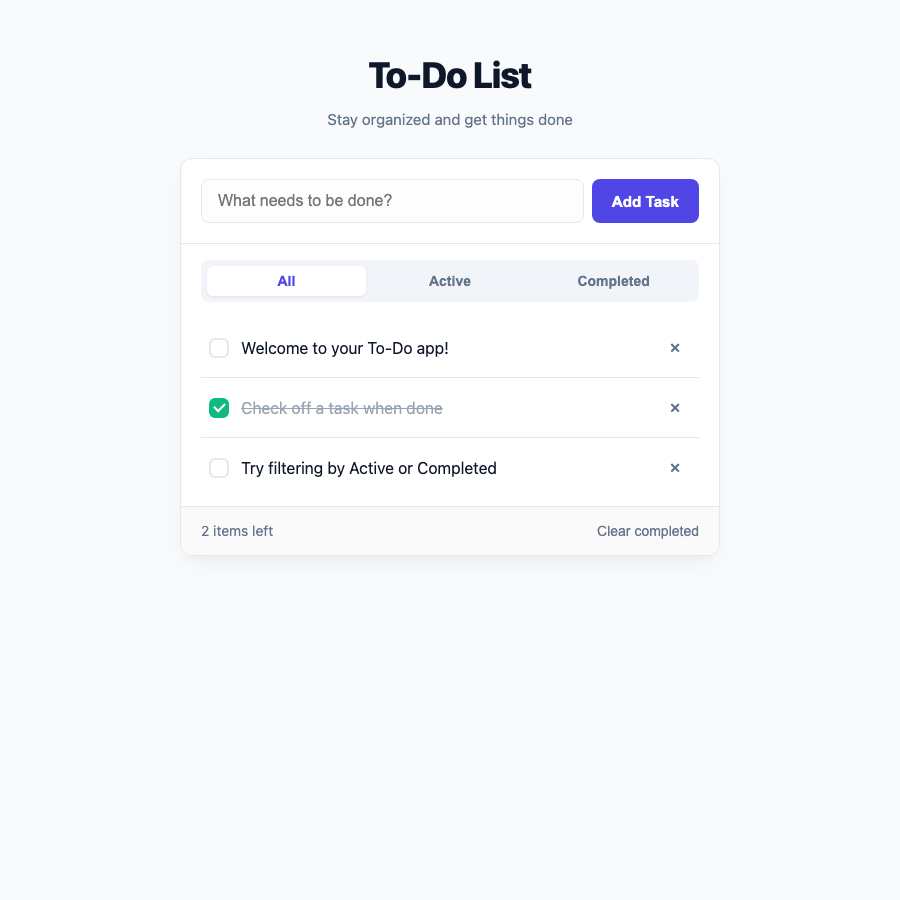 To-Do List
Stay organized and get things done
What needs to be done?
Add Task
All Active Completed
Welcome to your To-Do app! ×
Check off a task when done ×
Try filtering by Active or Completed ×
2 items left Clear completed